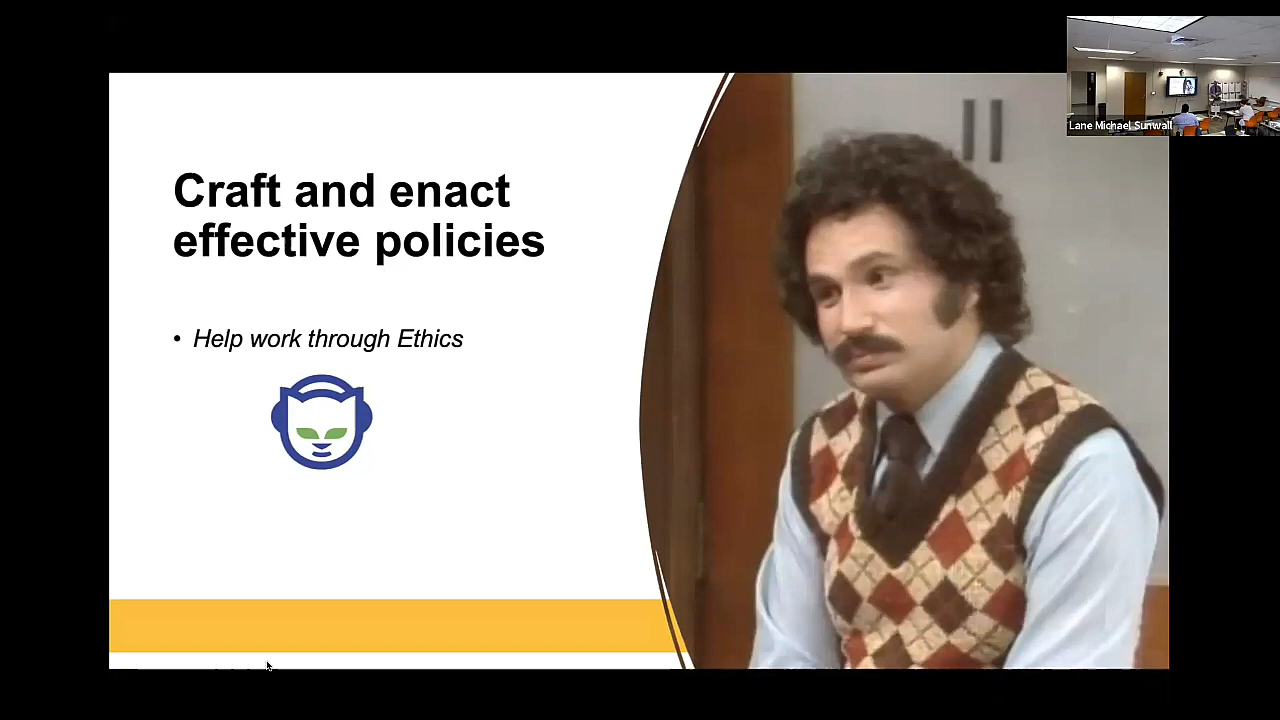 Craft and enact
effective policies
• Help work through Ethics
Lane Michael Sunwall